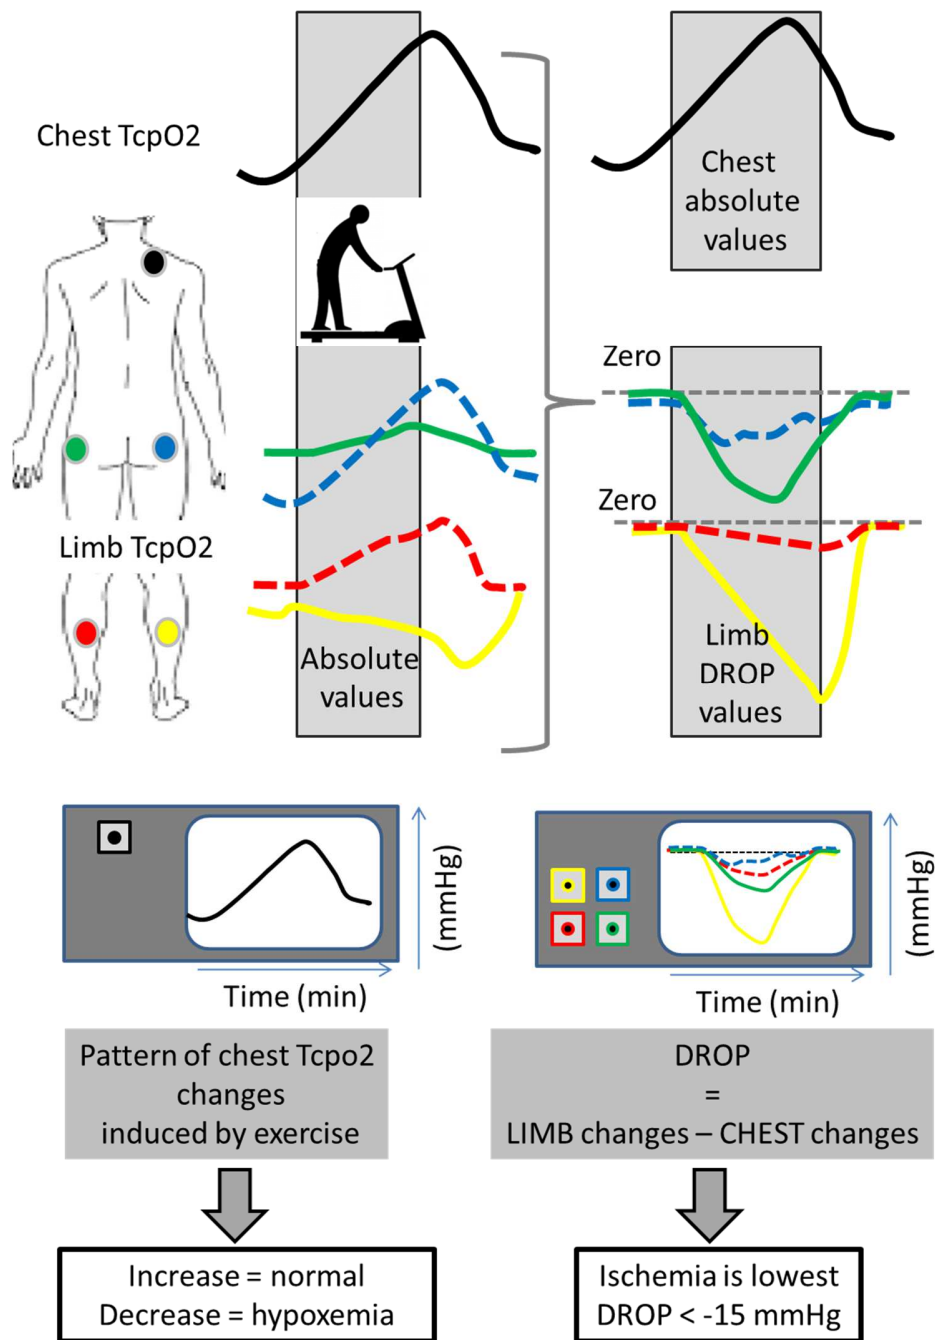 Chest TcpO2
Chest
absolute
values
Zero
Zero
Limb TcpO2
Absolute
values
Limb
DROP
values
(mmHg)
Time (min)
(mmHg)
Time (min)
Pattern of chest Tcpo2
changes
induced by exercise
DROP
=
LIMB changes – CHEST changes
Increase = normal
Decrease = hypoxemia
Ischemia is lowest
DROP < -15 mmHg